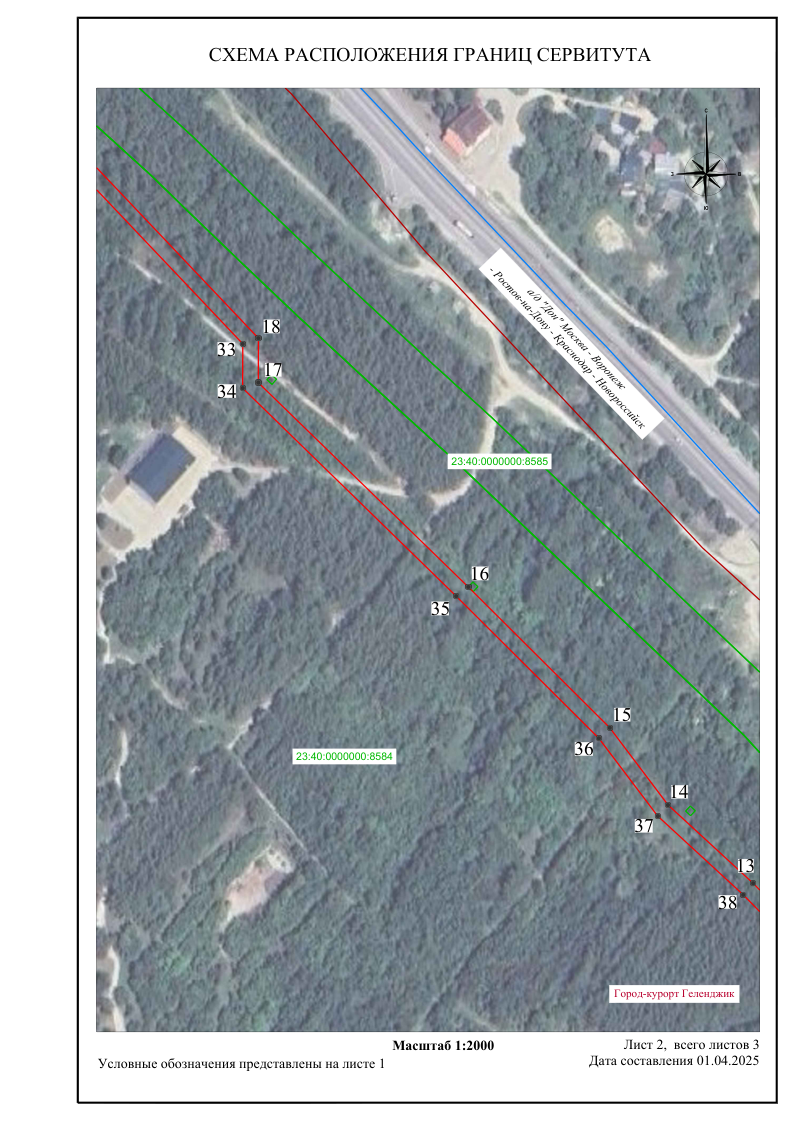 СХЕМА РАСПОЛОЖЕНИЯ ГРАНИЦ СЕРВИТУТА
С
З
В
Ю
а/д "Дон" Москва - Воронеж
- Ростов-на-Дону - Краснодар - Новороссийск
18
33
17
34
23:40:0000000:8585
16
35
15
36
23:40:0000000:8584
14
37
13
38
Город-курорт Геленджик
Масштаб 1:2000
Лист 2, всего листов 3
Условные обозначения представлены на листе 1
Дата составления 01.04.2025